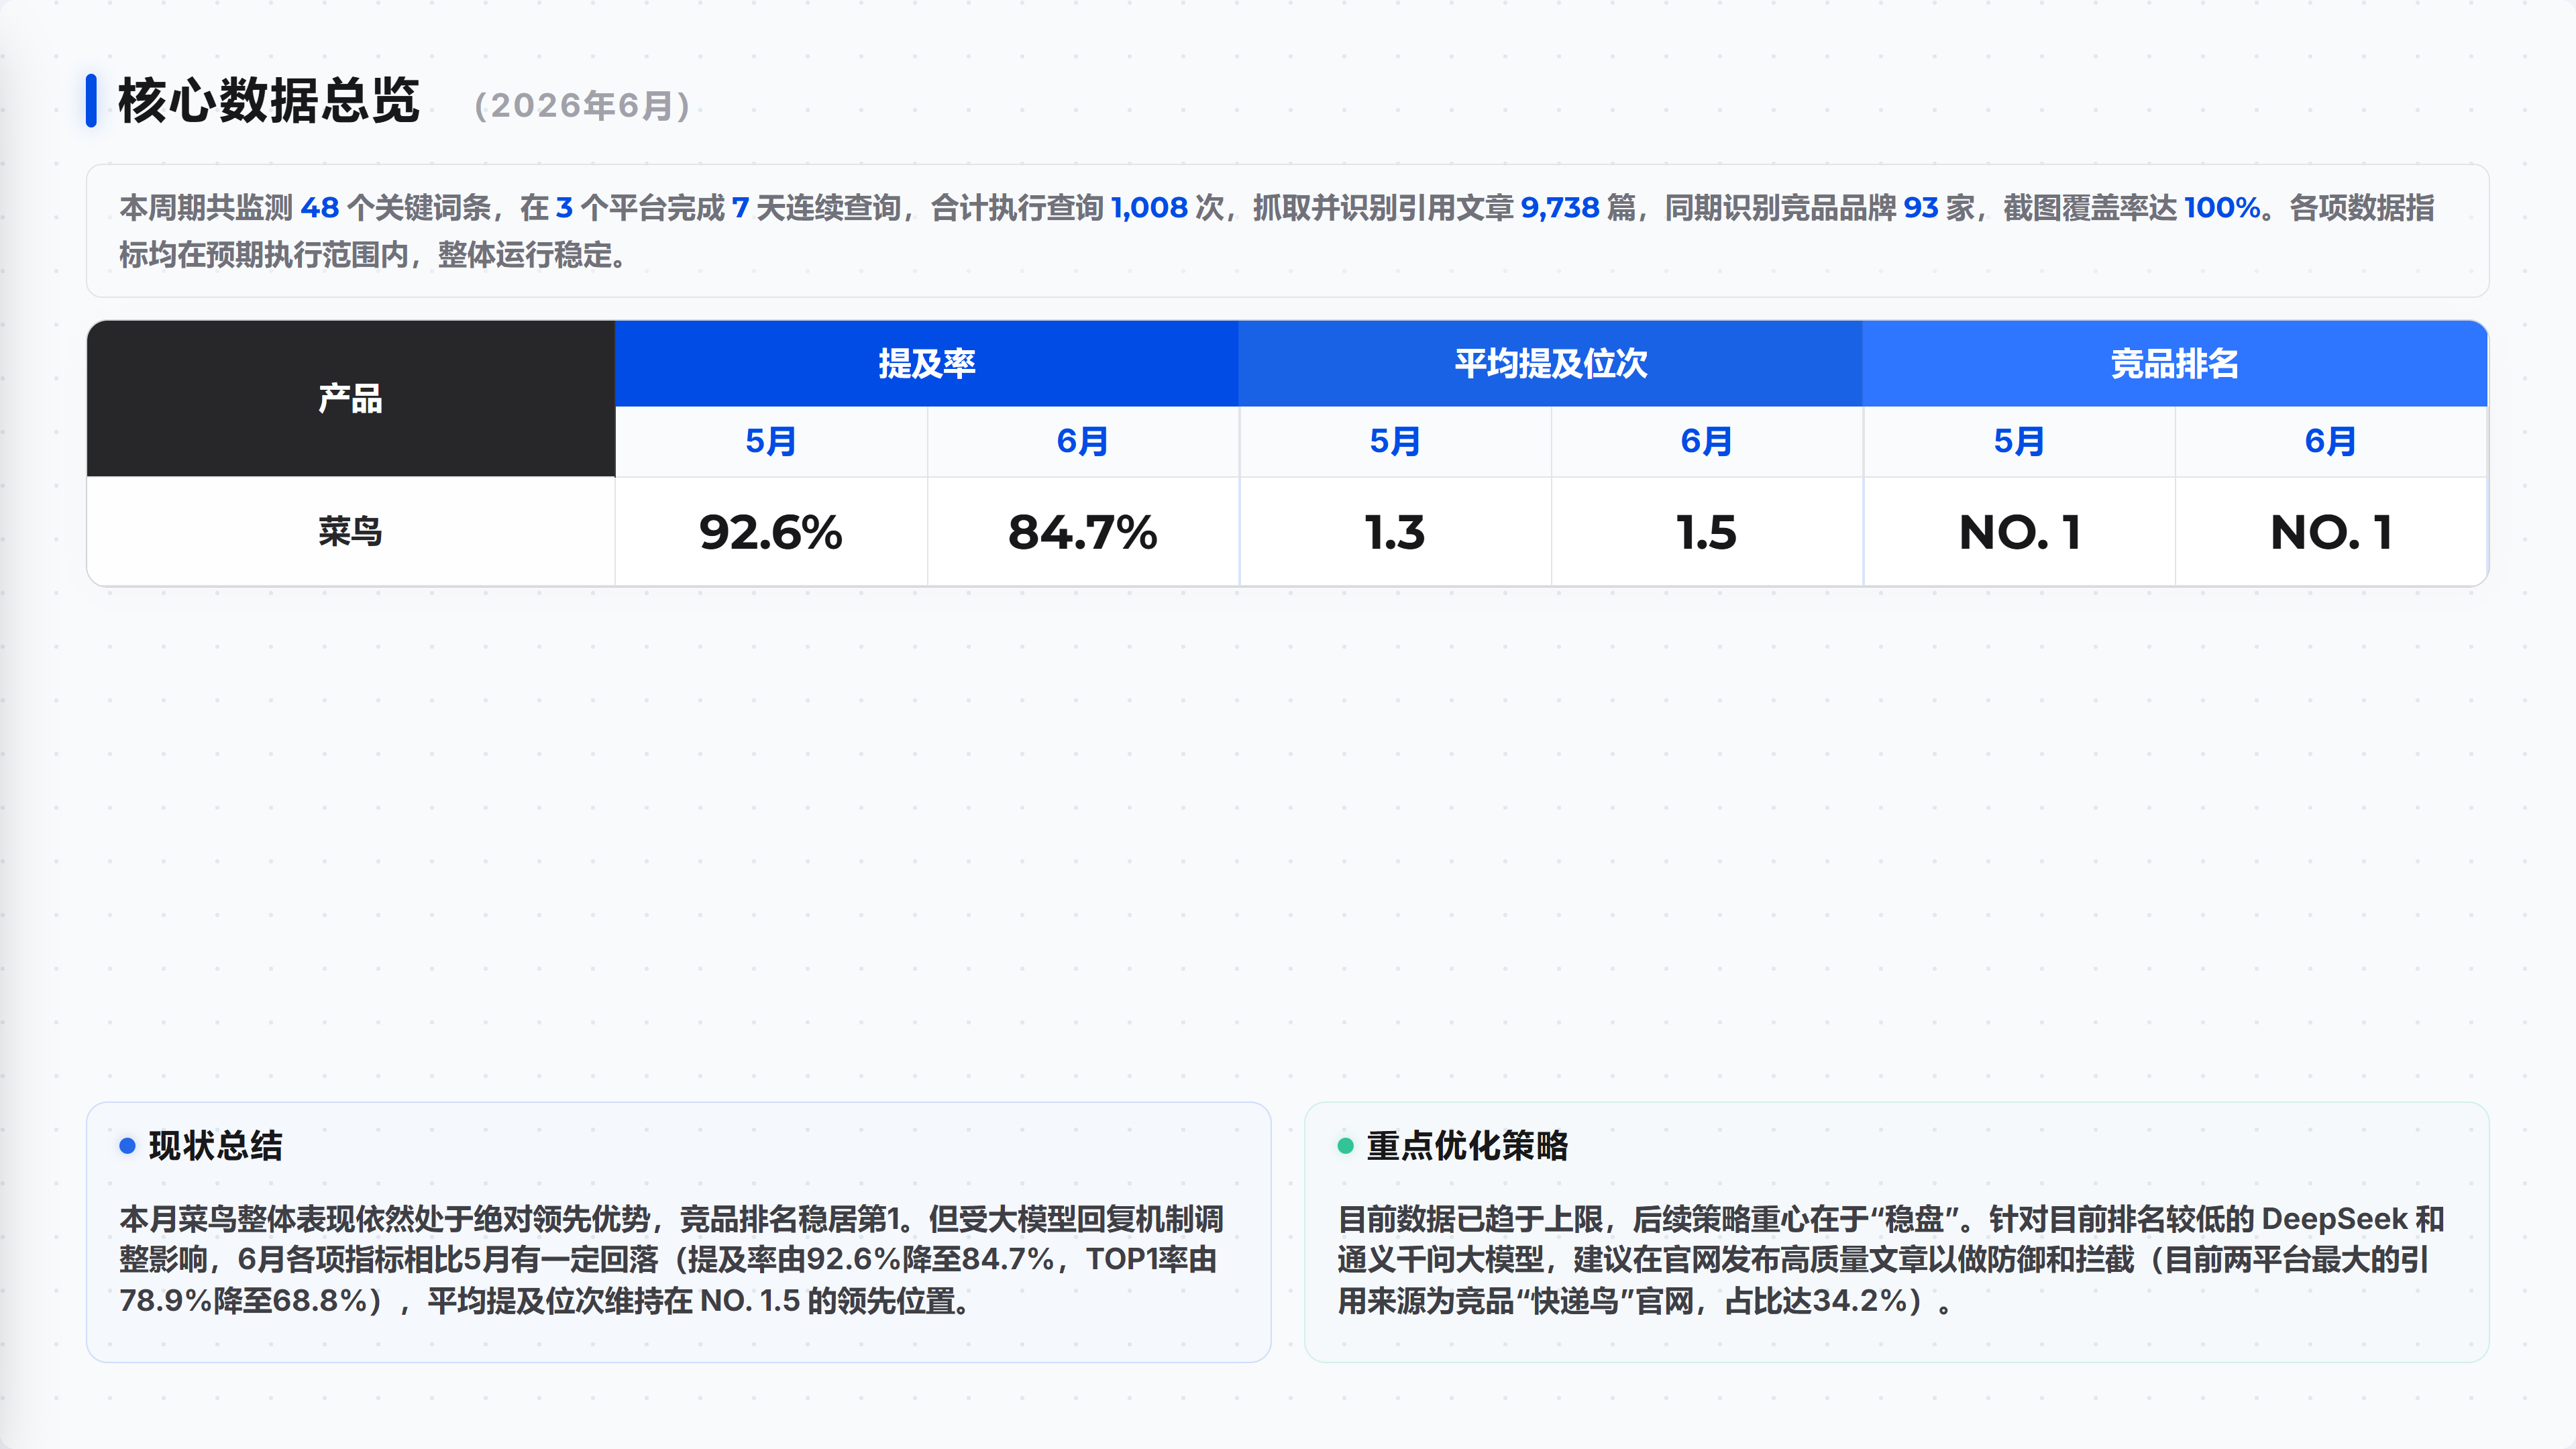 核心数据总览 （2026年6月）
本周期共监测 48 个关键词条，在 3 个平台完成 7 天连续查询，合计执行查询 1,008 次，抓取并识别引用文章 9,738 篇，同期识别竞品品牌 93 家，截图覆盖率达 100%。各项数据指
标均在预期执行范围内，整体运行稳定。
产品 提及率 平均提及位次 竞品排名
5月 6月 5月 6月 5月 6月
菜鸟 92.6% 84.7% 1.3 1.5 NO. 1 NO. 1
现状总结
本月菜鸟整体表现依然处于绝对领先优势，竞品排名稳居第1。但受大模型回复机制调
整影响，6月各项指标相比5月有一定回落（提及率由92.6%降至84.7%，TOP1率由
78.9%降至68.8%），平均提及位次维持在 NO. 1.5 的领先位置。
重点优化策略
目前数据已趋于上限，后续策略重心在于“稳盘”。针对目前排名较低的 DeepSeek 和
通义千问大模型，建议在官网发布高质量文章以做防御和拦截（目前两平台最大的引
用来源为竞品“快递鸟”官网，占比达34.2%）。